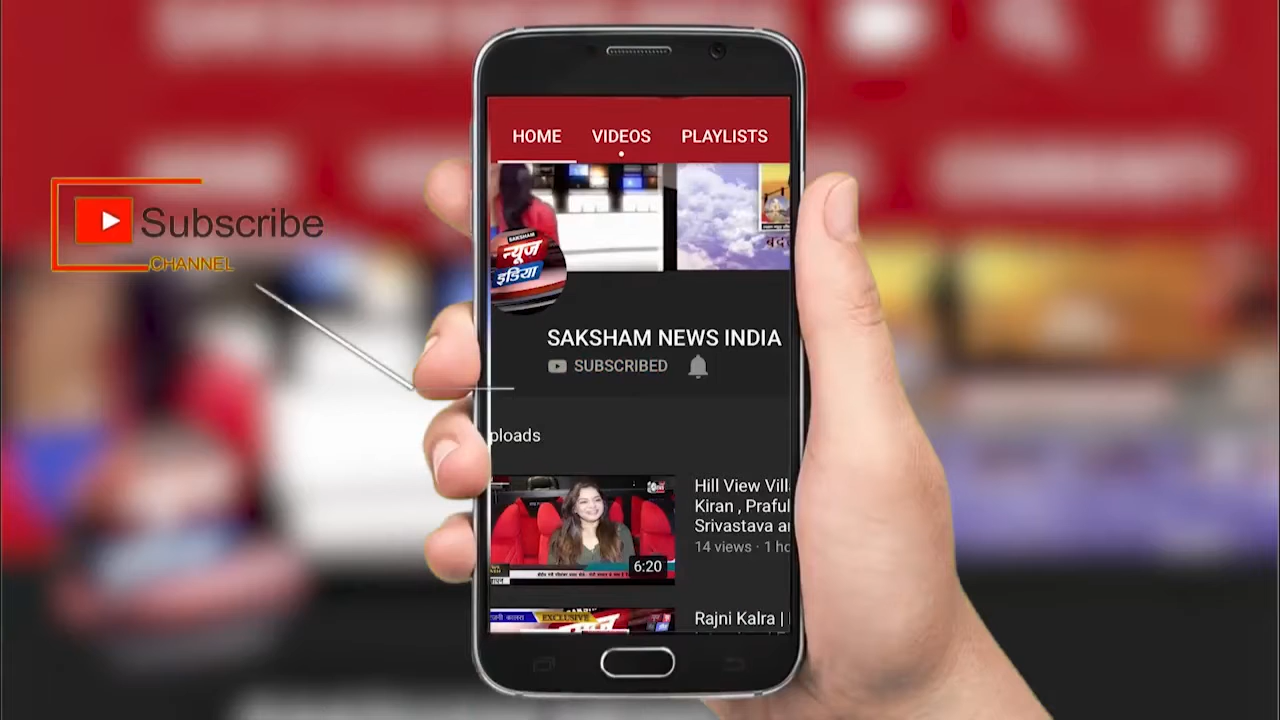 HOME VIDEOS PLAYLISTS
SAKSHAM
न्यूज़
इंडिया
Subscribe
CHANNEL
SAKSHAM NEWS INDIA
SUBSCRIBED
ploads
Hill View Vill
Kiran , Praful
Srivastava a
14 views · 1 ho
6:20
EXCLUSIVE
Rajni Kalra |